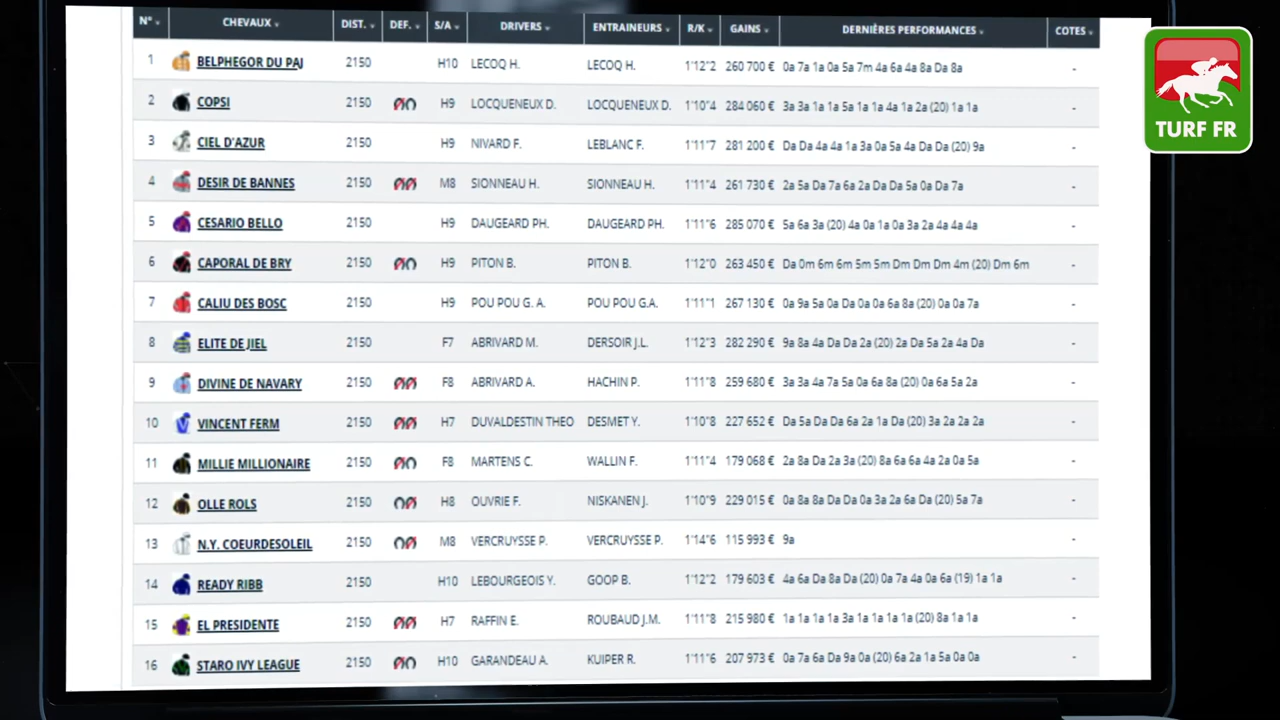 N° CHEVAUX DIST. DEF. S/A DRIVERS ENTRAINEURS R/K GAINS DERNIÈRES PERFORMANCES COTES
1 BELPHEGOR DU PAJ 2150 H10 LECOQ H. LECOQ H. 1'12"2 260 700 € 0a 7a 1a 0a 5a 7m 4a 6a 4a 8a Da 8a -
2 COPSI 2150 H9 LOCQUENEUX D. LOCQUENEUX D. 1'10"4 284 060 € 3a 3a 1a 1a 5a 1a 1a 4a 1a 2a (20) 1a 1a -
3 CIEL D'AZUR 2150 H9 NIVARD F. LEBLANC F. 1'11"7 281 200 € Da Da 4a 4a 1a 3a 0a 5a 4a Da Da (20) 9a -
4 DESIR DE BANNES 2150 M8 SIONNEAU H. SIONNEAU H. 1'11"4 261 730 € 2a 5a Da 7a 6a 2a Da Da 5a 0a Da 7a -
5 CESARIO BELLO 2150 H9 DAUGEARD PH. DAUGEARD PH. 1'11"6 285 070 € 5a 6a 3a (20) 4a 0a 1a 0a 3a 2a 4a 4a 4a -
6 CAPORAL DE BRY 2150 H9 PITON B. PITON B. 1'12"0 263 450 € Da 0m 6m 6m 5m 5m Dm Dm Dm 4m (20) Dm 6m -
7 CALIU DES BOSC 2150 H9 POU POU G. A. POU POU G.A. 1'11"1 267 130 € 0a 9a 5a 0a Da 0a 0a 6a 8a (20) 0a 0a 7a -
8 ELITE DE JIEL 2150 F7 ABRIVARD M. DERSOIR J.L. 1'12"3 282 290 € 9a 8a 4a Da Da 2a (20) 2a Da 5a 2a 4a Da -
9 DIVINE DE NAVARY 2150 F8 ABRIVARD A. HACHIN P. 1'11"8 259 680 € 3a 3a 4a 7a 5a 0a 6a 8a (20) 0a 6a 5a 2a -
10 VINCENT FERM 2150 H7 DUVALDESTIN THEO DESMET Y. 1'10"8 227 652 € Da 5a Da Da 6a 2a 1a Da (20) 3a 2a 2a 2a -
11 MILLIE MILLIONAIRE 2150 F8 MARTENS C. WALLIN F. 1'11"4 179 068 € 2a 8a Da 2a 3a (20) 8a 6a 6a 4a 2a 0a 5a -
12 OLLE ROLS 2150 H8 OUVRIE F. NISKANEN J. 1'10"9 229 015 € 0a 8a 8a Da Da 0a 3a 2a 6a Da (20) 5a 7a -
13 N.Y. COEURDESOLEIL 2150 M8 VERCRUYSSE P. VERCRUYSSE P. 1'14"6 115 993 € 9a -
14 READY RIBB 2150 H10 LEBOURGEOIS Y. GOOP B. 1'12"2 179 603 € 4a 6a Da 8a Da (20) 0a 7a 4a 0a 6a (19) 1a 1a -
15 EL PRESIDENTE 2150 H7 RAFFIN E. ROUBAUD J.M. 1'11"8 215 980 € 1a 1a 1a 1a 3a 1a 1a 1a 1a (20) 8a 1a 1a -
16 STARO IVY LEAGUE 2150 H10 GARANDEAU A. KUIPER R. 1'11"6 207 973 € 0a 7a 6a Da 9a 0a (20) 6a 2a 1a 5a 0a 0a -
TURF FR